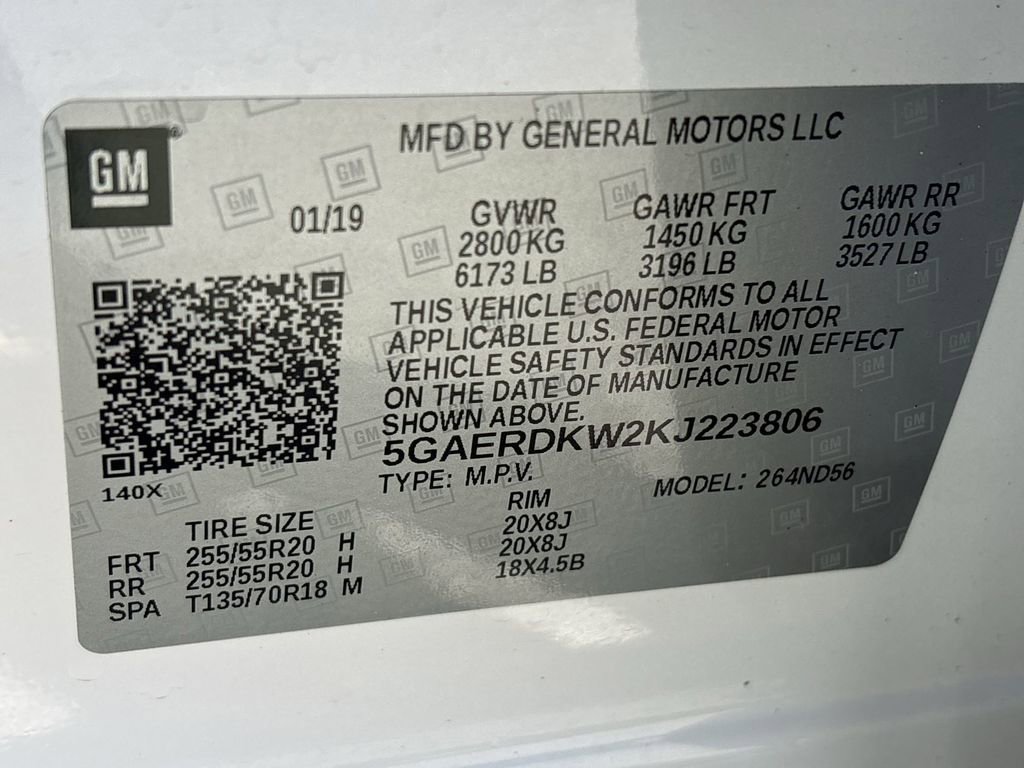 GM
MFD BY GENERAL MOTORS LLC
01/19
GVWR GAWR FRT GAWR RR
2800 KG 1450 KG 1600 KG
6173 LB 3196 LB 3527 LB
THIS VEHICLE CONFORMS TO ALL
APPLICABLE U.S. FEDERAL MOTOR
VEHICLE SAFETY STANDARDS IN EFFECT
ON THE DATE OF MANUFACTURE
SHOWN ABOVE.
5GAERDKW2KJ223806
TYPE: M.P.V. MODEL: 264ND56
140X
TIRE SIZE RIM
FRT 255/55R20 H 20X8J
RR 255/55R20 H 20X8J
SPA T135/70R18 M 18X4.5B